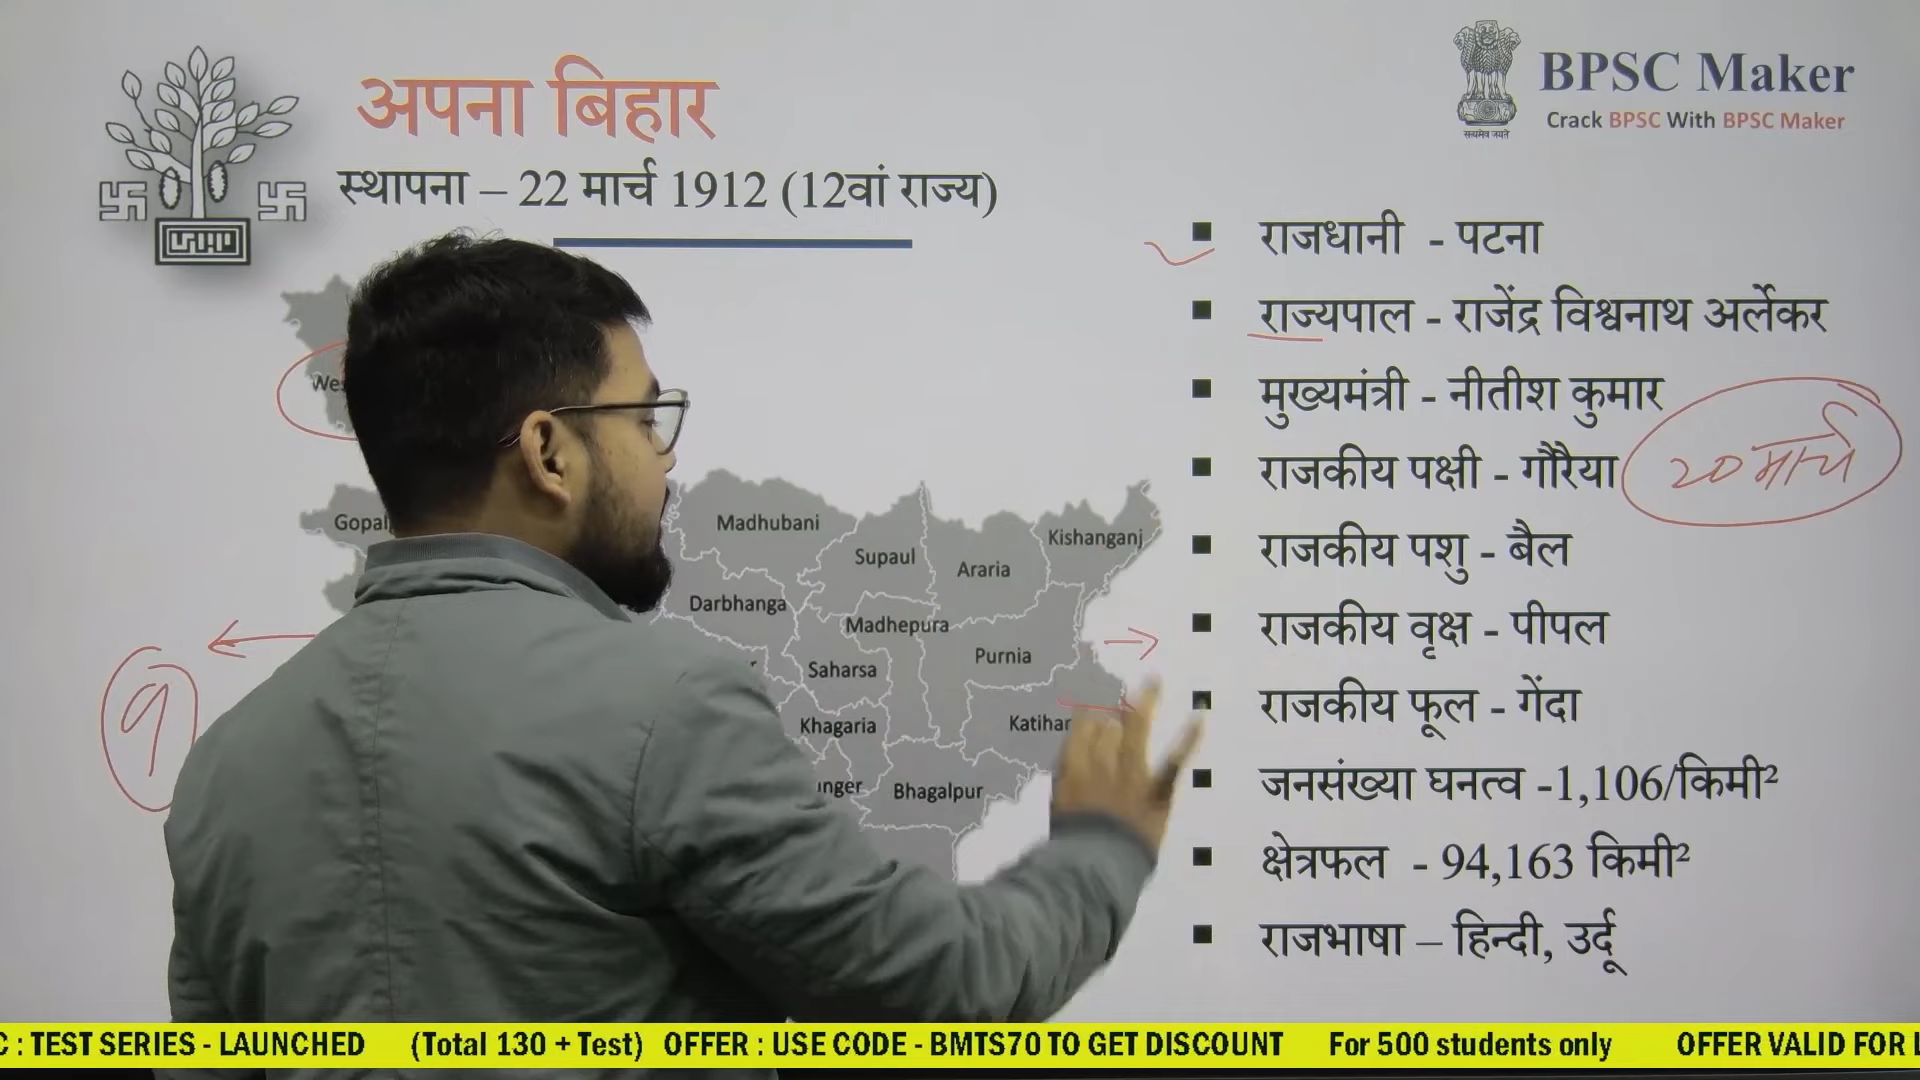 अपना बिहार
स्थापना – 22 मार्च 1912 (12वां राज्य)
सत्यमेव जयते
BPSC Maker
Crack BPSC With BPSC Maker
राजधानी - पटना
राज्यपाल - राजेंद्र विश्वनाथ अर्लेकर
मुख्यमंत्री - नीतीश कुमार
राजकीय पक्षी - गौरैया
20 मार्च
राजकीय पशु - बैल
राजकीय वृक्ष - पीपल
राजकीय फूल - गेंदा
जनसंख्या घनत्व -1,106/किमी²
क्षेत्रफल - 94,163 किमी²
राजभाषा – हिन्दी, उर्दू
Madhubani
Supaul
Araria
Kishanganj
Darbhanga
Madhepura
Saharsa
Purnia
Khagaria
Katihar
Bhagalpur
C : TEST SERIES - LAUNCHED (Total 130 + Test) OFFER : USE CODE - BMTS70 TO GET DISCOUNT For 500 students only OFFER VALID FOR